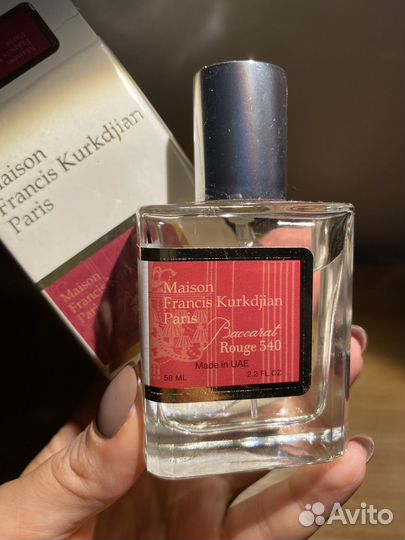 Maison
Francis Kurkdjian
Paris
Maison
Francis Kurkdjian
Paris
Maison
Francis Kurkdjian
Paris
Baccarat
Rouge 540
Made in UAE
58 ML 2.2 FL.OZ
Avito